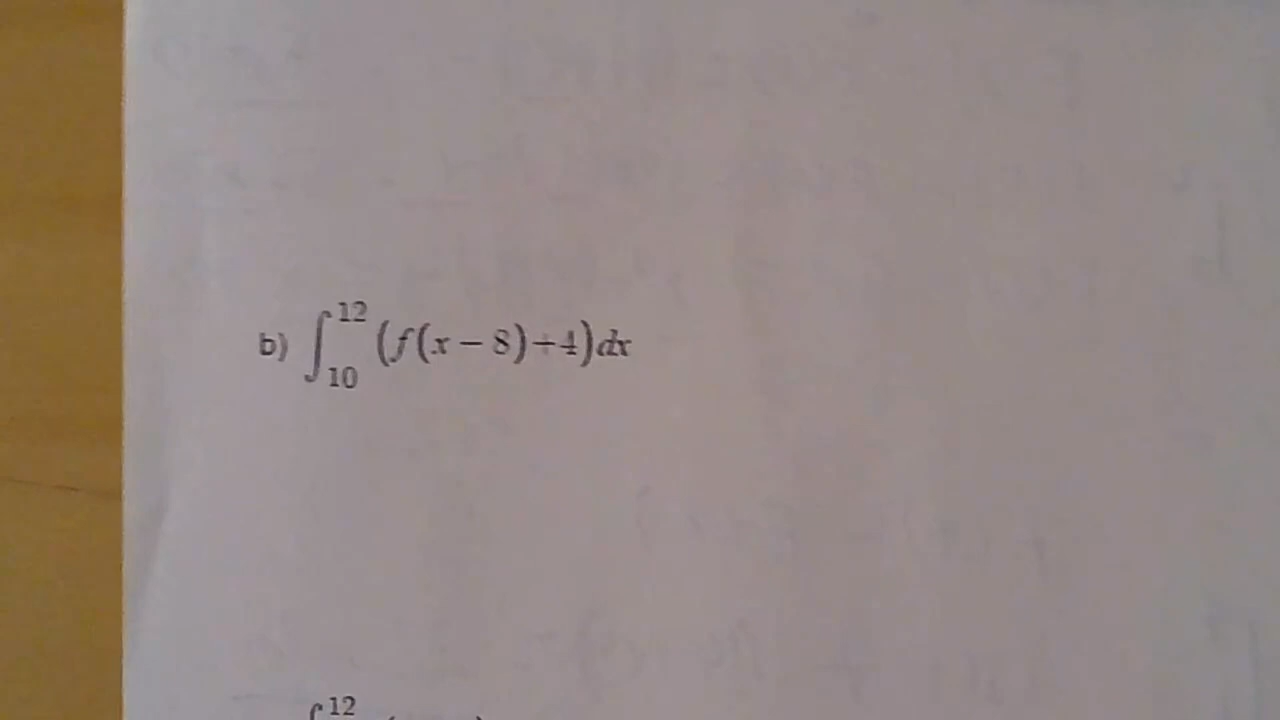 b) ∫₁₀¹² (f(x − 8)+4)dx
∫¹² (